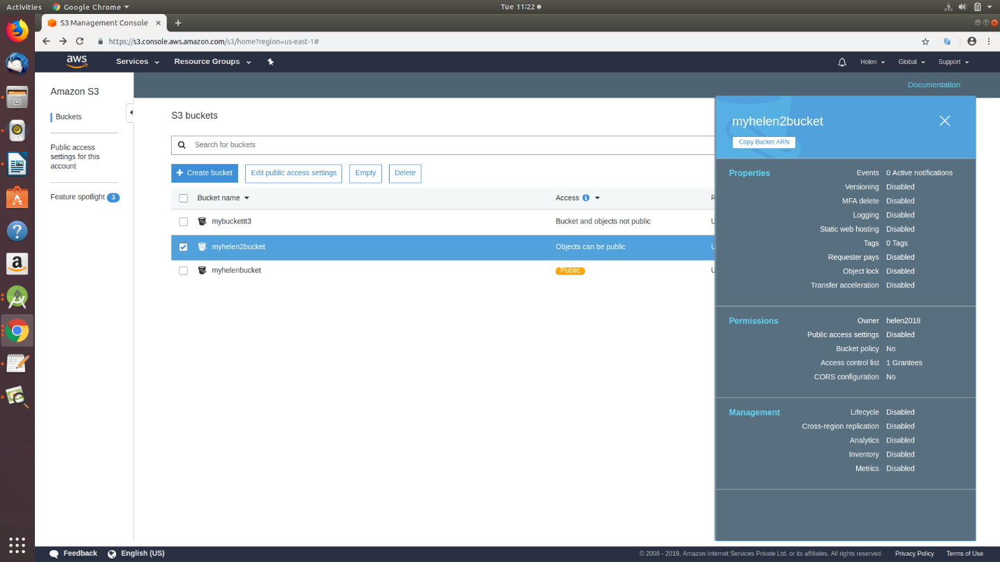 Activities Google Chrome Tue 11:22
S3 Management Console
https://s3.console.aws.amazon.com/s3/home?region=us-east-1#
aws Services Resource Groups Helen Global Support
Documentation
Amazon S3
Buckets
Public access
settings for this
account
Feature spotlight 3
S3 buckets
Search for buckets
Create bucket Edit public access settings Empty Delete
Bucket name Access R
mybuckettt3 Bucket and objects not public U
myhelen2bucket Objects can be public U
myhelenbucket Public U
myhelen2bucket
Copy Bucket ARN
Properties Events 0 Active notifications
Versioning Disabled
MFA delete Disabled
Logging Disabled
Static web hosting Disabled
Tags 0 Tags
Requester pays Disabled
Object lock Disabled
Transfer acceleration Disabled
Permissions Owner helen2018
Public access settings Disabled
Bucket policy No
Access control list 1 Grantees
CORS configuration No
Management Lifecycle Disabled
Cross-region replication Disabled
Analytics Disabled
Inventory Disabled
Metrics Disabled
Feedback English (US) © 2008 - 2019, Amazon Internet Services Private Ltd. or its affiliates. All rights reserved. Privacy Policy Terms of Use